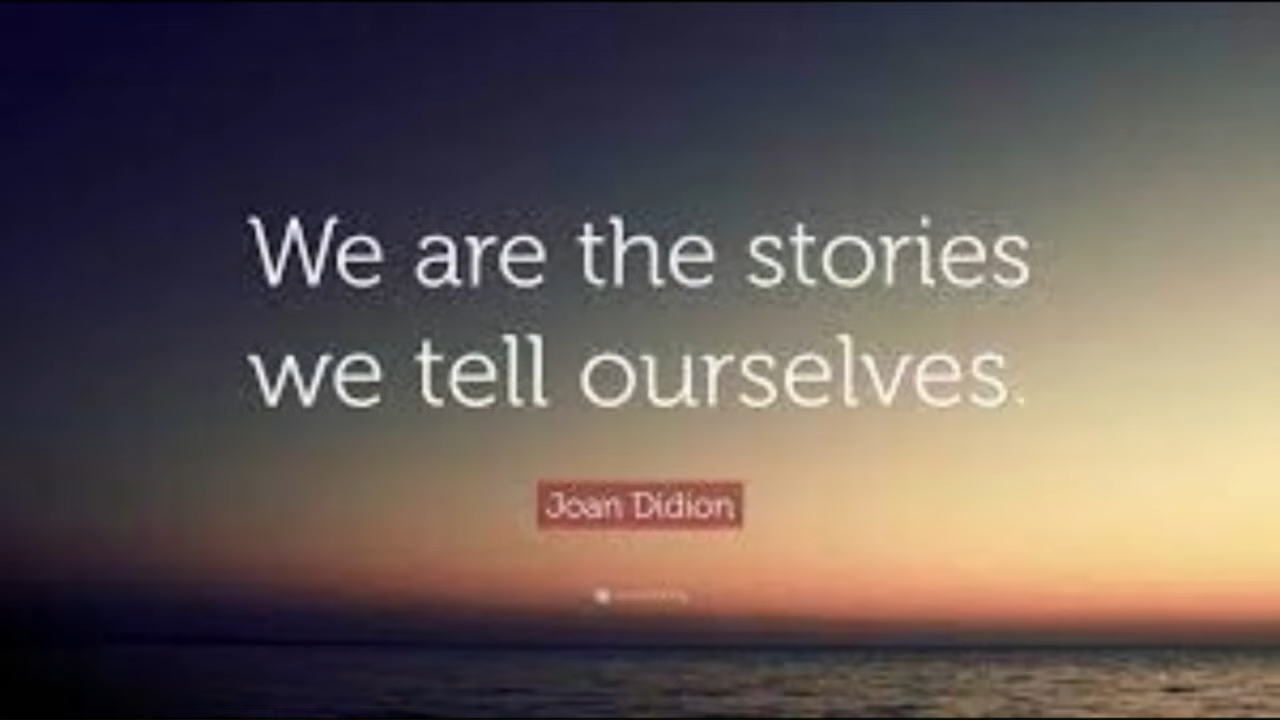 We are the stories
we tell ourselves.
Joan Didion